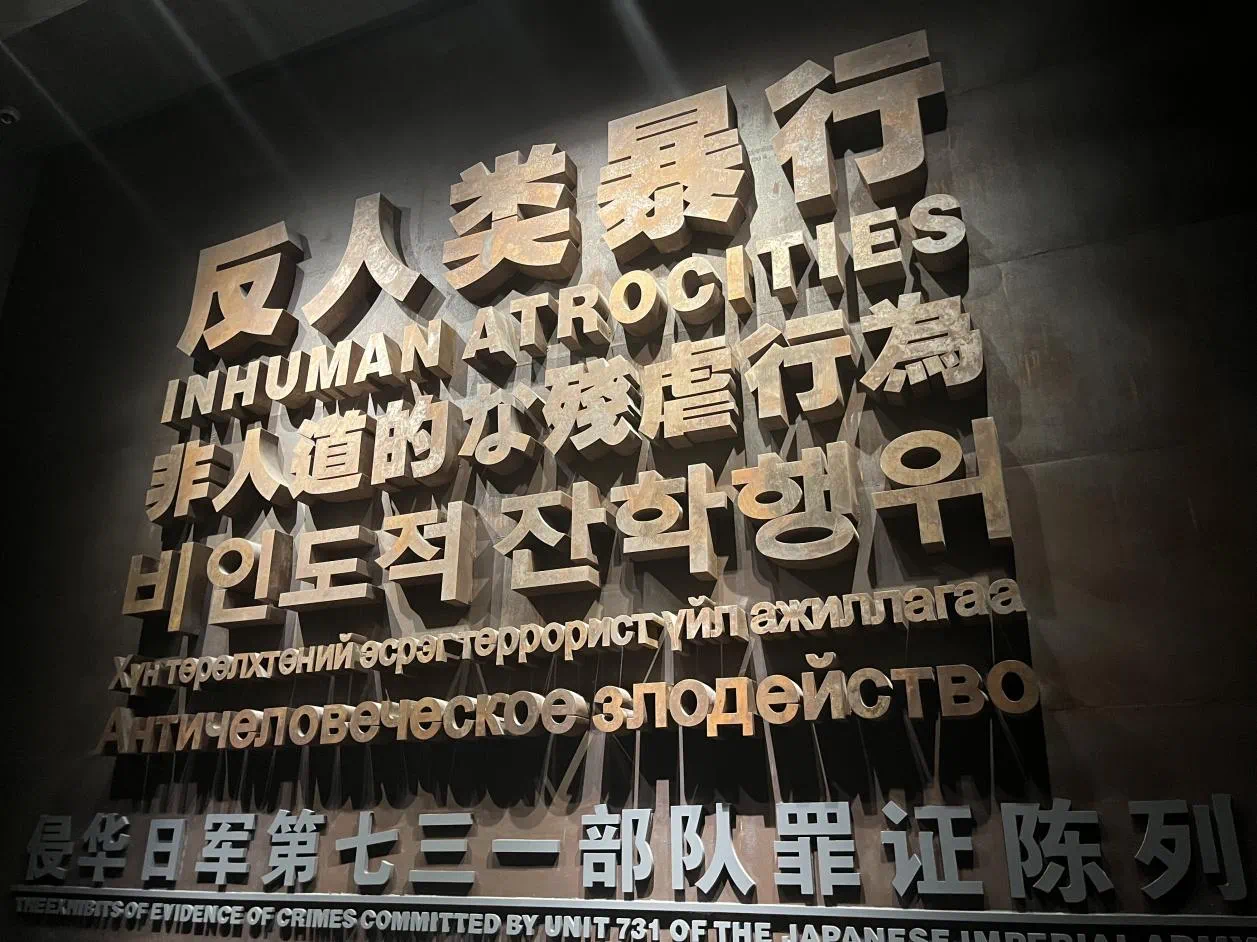 反人类暴行
INHUMAN ATROCITIES
非人道的な残虐行為
비인도적 잔학행위
Хүн төрөлхтөний эсрэг террорист үйл ажиллагаа
Античеловеческое злодейство
侵华日军第七三一部队罪证陈列
THE EXHIBITS OF EVIDENCE OF CRIMES COMMITTED BY UNIT 731 OF THE JAPANESE IMPERIAL